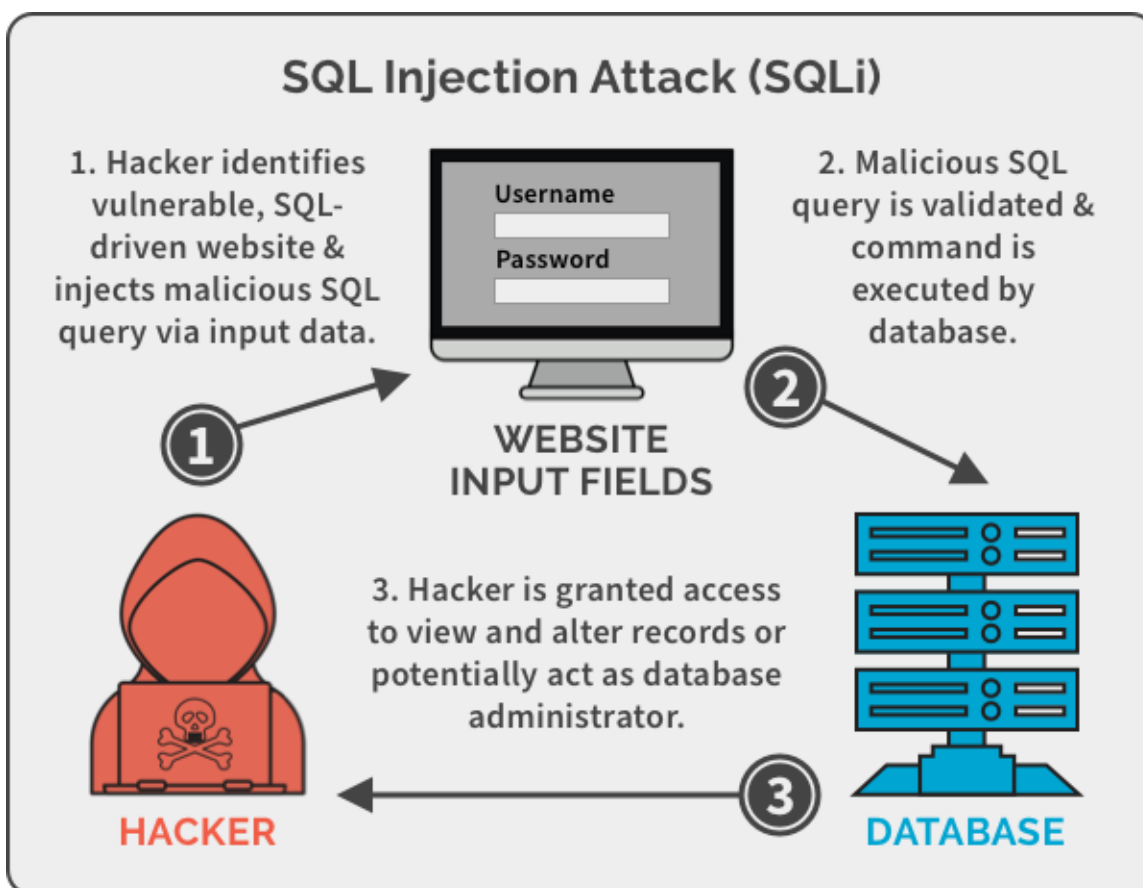 SQL Injection Attack (SQLi)
1. Hacker identifies
vulnerable, SQL-
driven website &
injects malicious SQL
query via input data.
Username
Password
2. Malicious SQL
query is validated &
command is
executed by
database.
1
2
WEBSITE
INPUT FIELDS
3. Hacker is granted access
to view and alter records or
potentially act as database
administrator.
3
HACKER
DATABASE